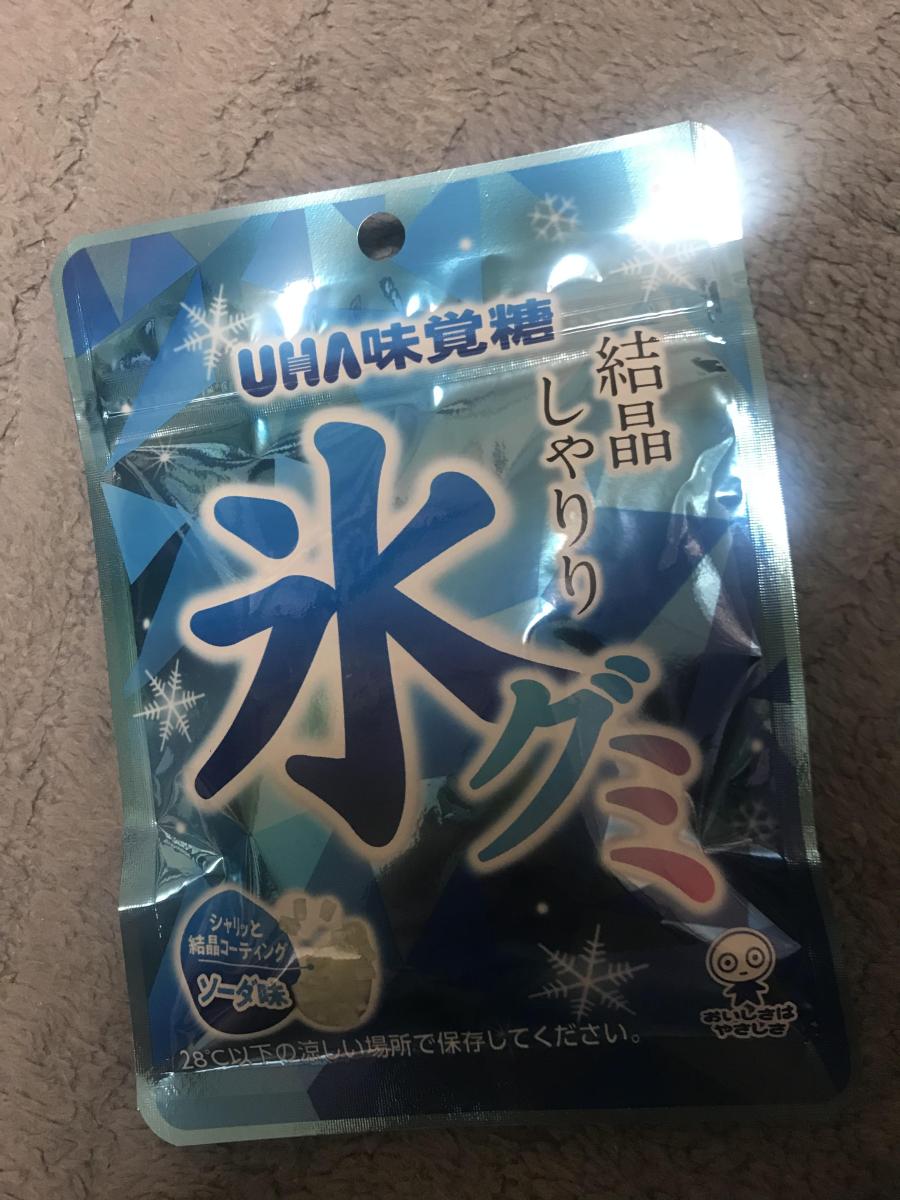 UHA味覚糖
結晶
しゃりり
氷グミ
シャリッと
結晶コーティング
ソーダ味
おいしさは
やさしさ
28℃以下の涼しい場所で保存してください。